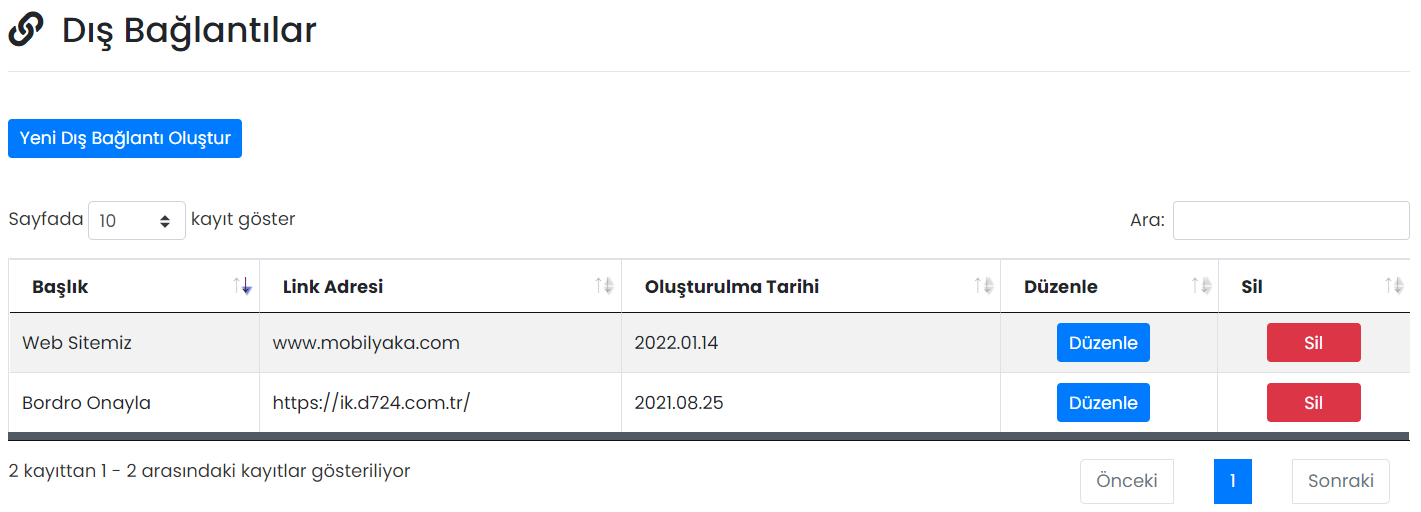 Dış Bağlantılar
Yeni Dış Bağlantı Oluştur
Sayfada 10 kayıt göster Ara:
Başlık Link Adresi Oluşturulma Tarihi Düzenle Sil
Web Sitemiz www.mobilyaka.com 2022.01.14 Düzenle Sil
Bordro Onayla https://ik.d724.com.tr/ 2021.08.25 Düzenle Sil
2 kayıttan 1 - 2 arasındaki kayıtlar gösteriliyor Önceki 1 Sonraki